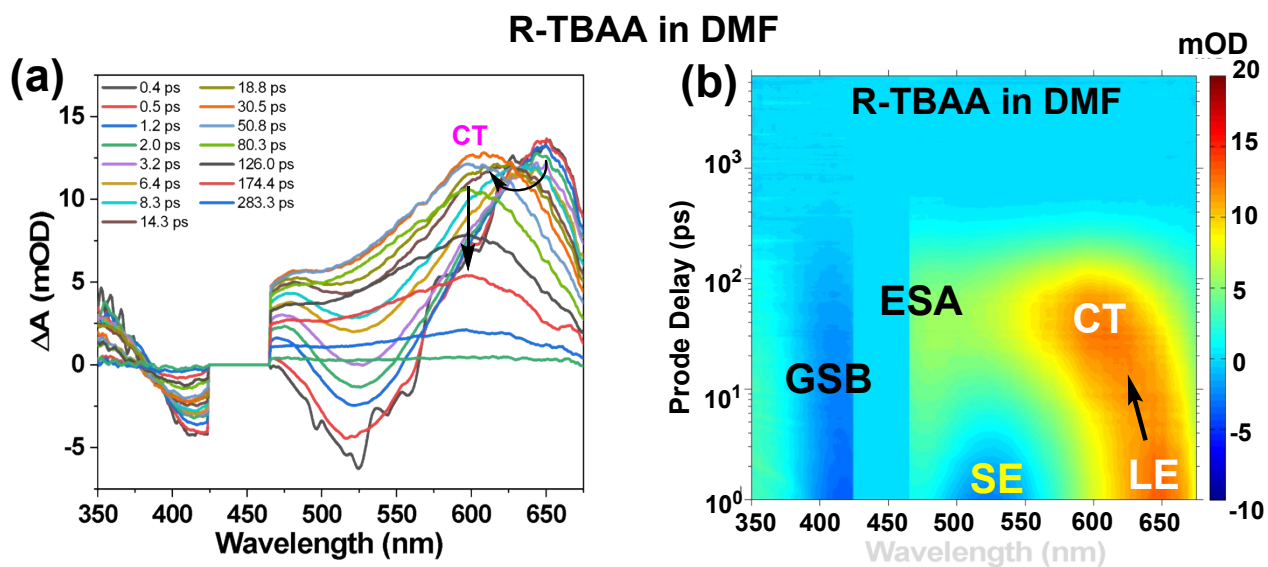 R-TBAA in DMF
(a)
0.4 ps
0.5 ps
1.2 ps
2.0 ps
3.2 ps
6.4 ps
8.3 ps
14.3 ps
18.8 ps
30.5 ps
50.8 ps
80.3 ps
126.0 ps
174.4 ps
283.3 ps
CT
15
10
5
0
-5
ΔA (mOD)
350 400 450 500 550 600 650
Wavelength (nm)
(b)
mOD
R-TBAA in DMF
ESA
CT
GSB
SE
LE
10³
10²
10¹
10⁰
Prode Delay (ps)
350 400 450 500 550 600 650
Wavelength (nm)
20
15
10
5
0
-5
-10